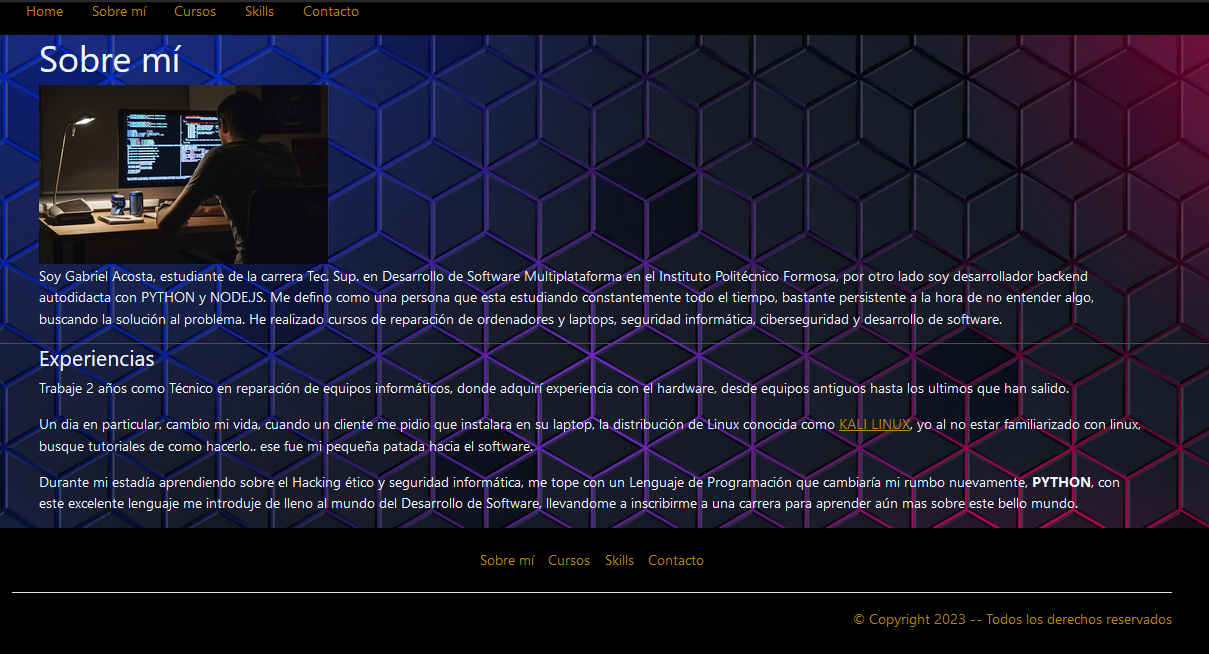 Home Sobre mí Cursos Skills Contacto
Sobre mí
Soy Gabriel Acosta, estudiante de la carrera Tec. Sup. en Desarrollo de Software Multiplataforma en el Instituto Politécnico Formosa, por otro lado soy desarrollador backend
autodidacta con PYTHON y NODEJS. Me defino como una persona que esta estudiando constantemente todo el tiempo, bastante persistente a la hora de no entender algo,
buscando la solución al problema. He realizado cursos de reparación de ordenadores y laptops, seguridad informática, ciberseguridad y desarrollo de software.
Experiencias
Trabaje 2 años como Técnico en reparación de equipos informáticos, donde adquirí experiencia con el hardware, desde equipos antiguos hasta los ultimos que han salido.
Un dia en particular, cambio mi vida, cuando un cliente me pidio que instalara en su laptop, la distribución de Linux conocida como KALI LINUX, yo al no estar familiarizado con linux,
busque tutoriales de como hacerlo.. ese fue mi pequeña patada hacia el software.
Durante mi estadía aprendiendo sobre el Hacking ético y seguridad informática, me tope con un Lenguaje de Programación que cambiaría mi rumbo nuevamente, PYTHON, con
este excelente lenguaje me introduje de lleno al mundo del Desarrollo de Software, llevandome a inscribirme a una carrera para aprender aún mas sobre este bello mundo.
Sobre mí Cursos Skills Contacto
© Copyright 2023 -- Todos los derechos reservados